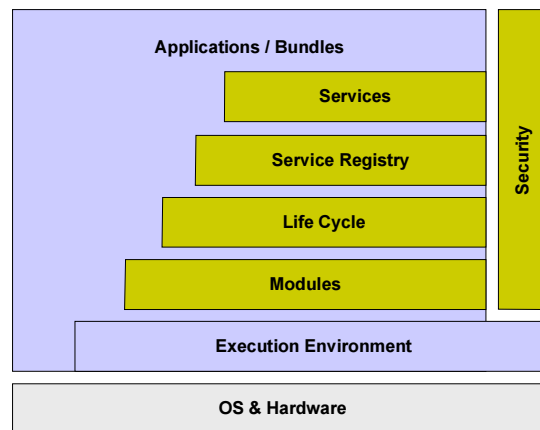 Applications / Bundles
Services
Service Registry
Life Cycle
Modules
Execution Environment
OS & Hardware
Security